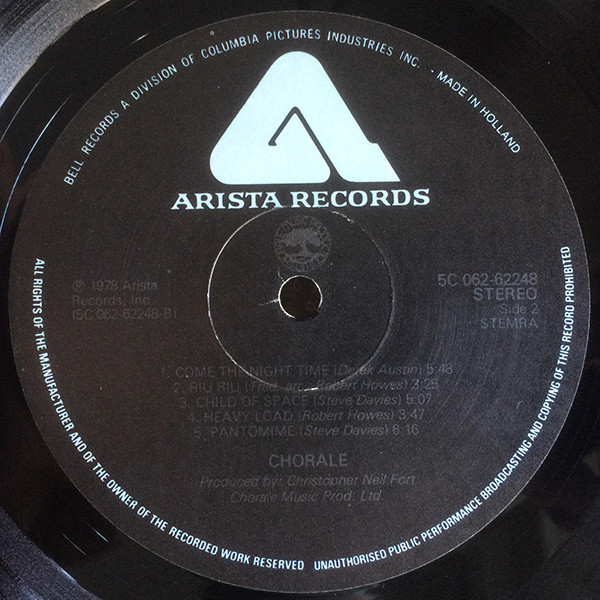 BELL RECORDS A DIVISION OF COLUMBIA PICTURES INDUSTRIES INC. - MADE IN HOLLAND
ARISTA RECORDS
℗ 1978 Arista
Records, Inc.
(5C 062-62248-B)
5C 062-62248
STEREO
Side 2
STEMRA
1. COME THE NIGHT TIME (Derek Austin) 5:48
2. RIU RIU (Trad. arr. Robert Howes) 3:25
3. CHILD OF SPACE (Steve Davies) 5:07
4. HEAVY LOAD (Robert Howes) 3:47
5. PANTOMIME (Steve Davies) 6:16
CHORALE
Produced by: Christopher Neil Fort
Chorale Music Prod. Ltd.
ALL RIGHTS OF THE MANUFACTURER AND OF THE OWNER OF THE RECORDED WORK RESERVED UNAUTHORISED PUBLIC PERFORMANCE BROADCASTING AND COPYING OF THIS RECORD PROHIBITED